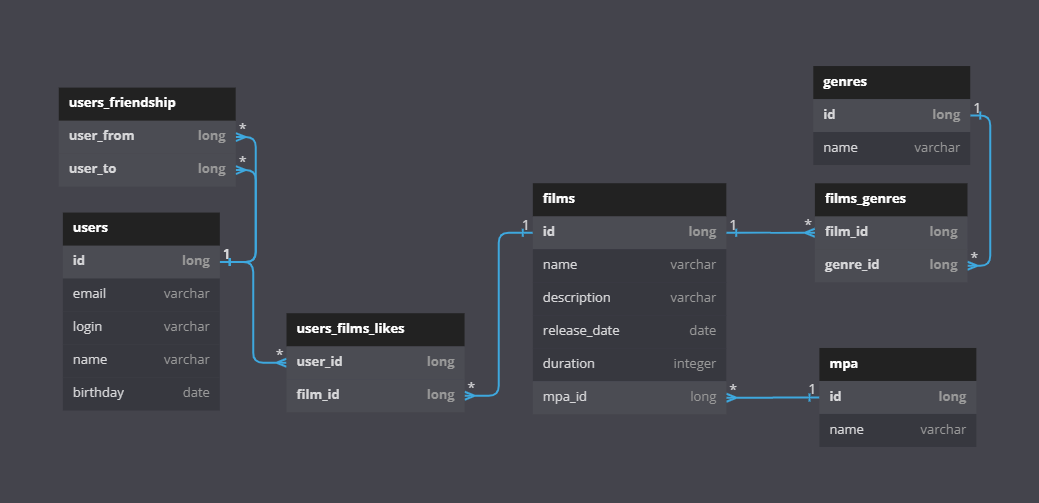 users_friendship
user_from long *
user_to long *
users
id long 1
email varchar
login varchar
name varchar
birthday date
users_films_likes
* user_id long
film_id long *
films
1 id long 1
name varchar
description varchar
release_date date
duration integer
mpa_id long *
genres
id long 1
name varchar
films_genres
* film_id long
genre_id long *
mpa
1 id long
name varchar